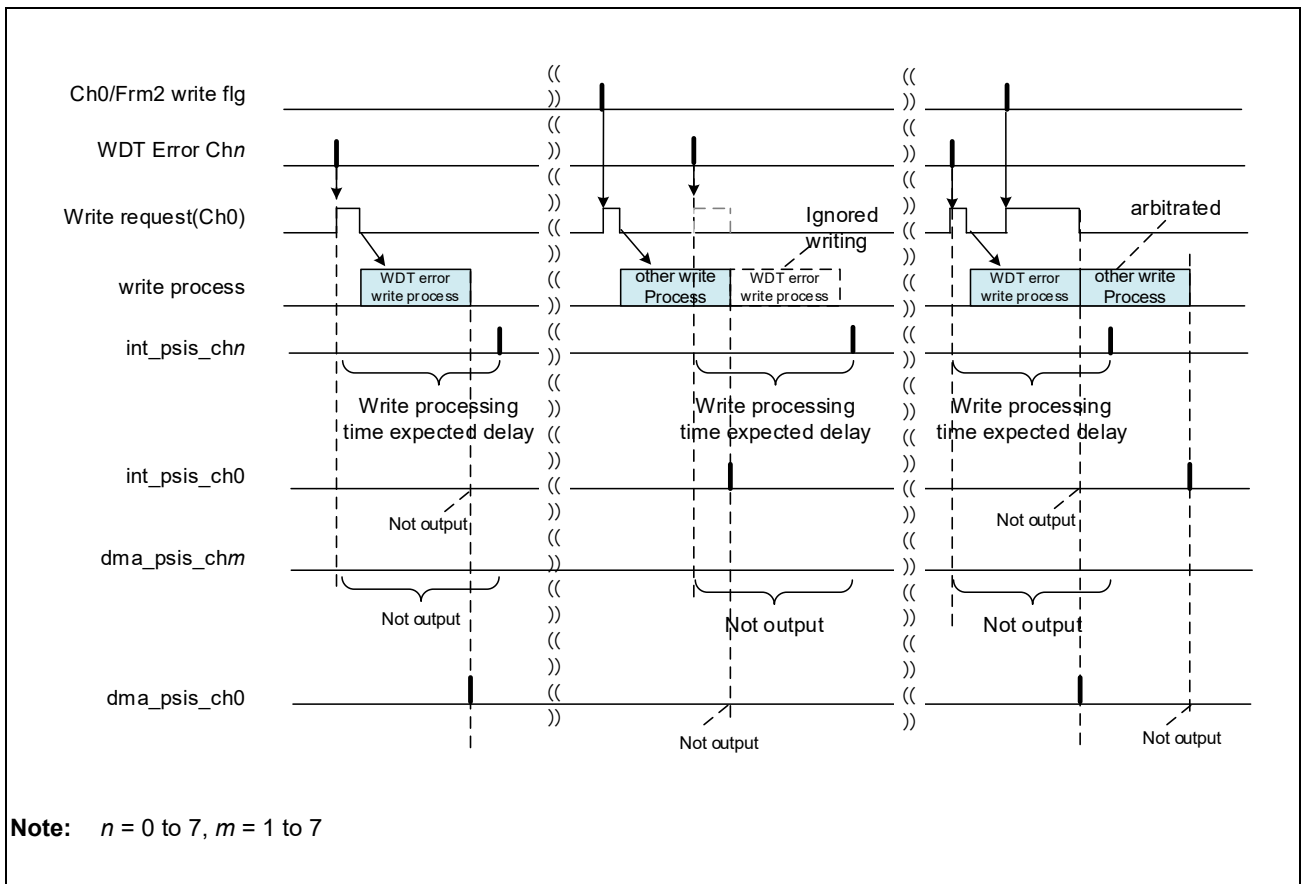 Ch0/Frm2 write flg
WDT Error Chn
Write request(Ch0)
Ignored
writing
arbitrated
write process
WDT error
write process
other write
Process
WDT error
write process
WDT error
write process
other write
Process
int_psis_chn
Write processing
time expected delay
Write processing
time expected delay
Write processing
time expected delay
int_psis_ch0
Not output
Not output
dma_psis_chm
Not output
Not output
Not output
dma_psis_ch0
Not output
Not output
Note: n = 0 to 7, m = 1 to 7